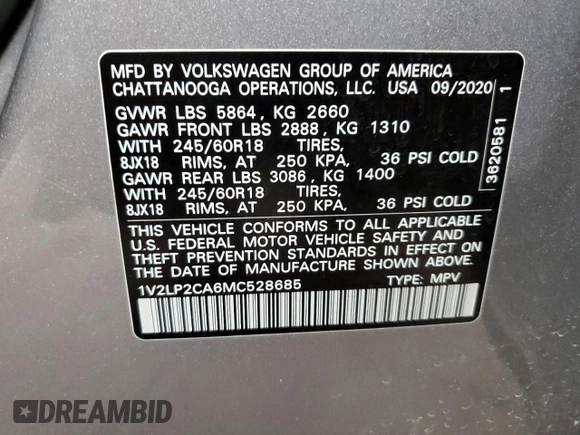 MFD BY VOLKSWAGEN GROUP OF AMERICA
CHATTANOOGA OPERATIONS, LLC. USA 09/2020
GVWR LBS 5864, KG 2660
GAWR FRONT LBS 2888, KG 1310
WITH 245/60R18 TIRES,
8JX18 RIMS, AT 250 KPA, 36 PSI COLD
GAWR REAR LBS 3086, KG 1400
WITH 245/60R18 TIRES,
8JX18 RIMS, AT 250 KPA, 36 PSI COLD
THIS VEHICLE CONFORMS TO ALL APPLICABLE
U.S. FEDERAL MOTOR VEHICLE SAFETY AND
THEFT PREVENTION STANDARDS IN EFFECT ON
THE DATE OF MANUFACTURE SHOWN ABOVE.
1V2LP2CA6MC528685 TYPE: MPV
3620581 1
DREAMBID